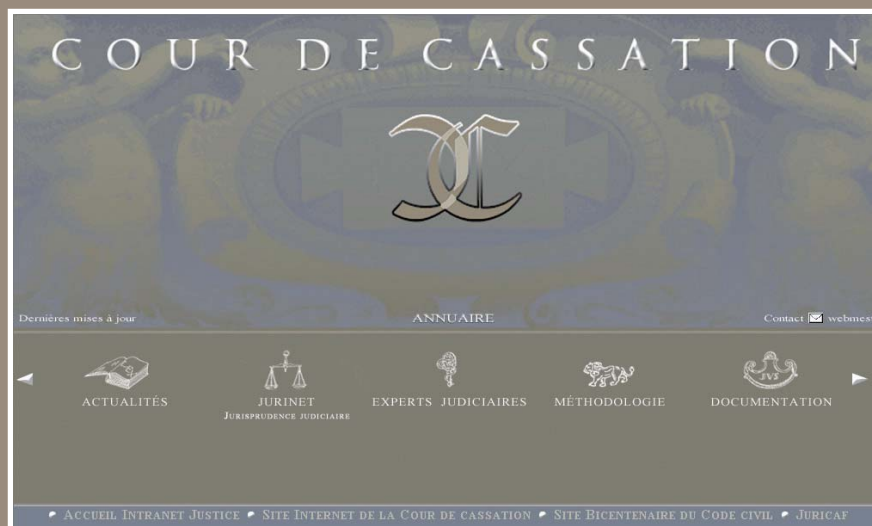 COUR DE CASSATION
Dernières mises à jour ANNUAIRE Contact webmest
ACTUALITÉS JURINET EXPERTS JUDICIAIRES MÉTHODOLOGIE JVS DOCUMENTATION
JURISPRUDENCE JUDICIAIRE
ACCUEIL INTRANET JUSTICE SITE INTERNET DE LA COUR DE CASSATION SITE BICENTENAIRE DU CODE CIVIL JURICAF